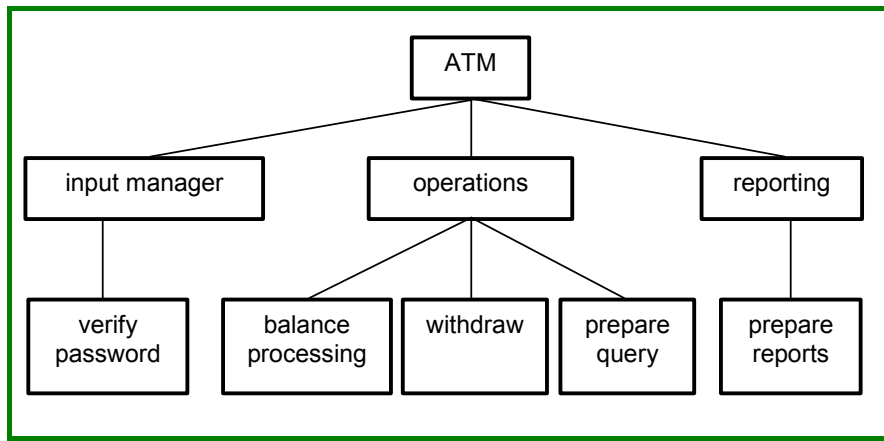 ATM
input manager
operations
reporting
verify
password
balance
processing
withdraw
prepare
query
prepare
reports